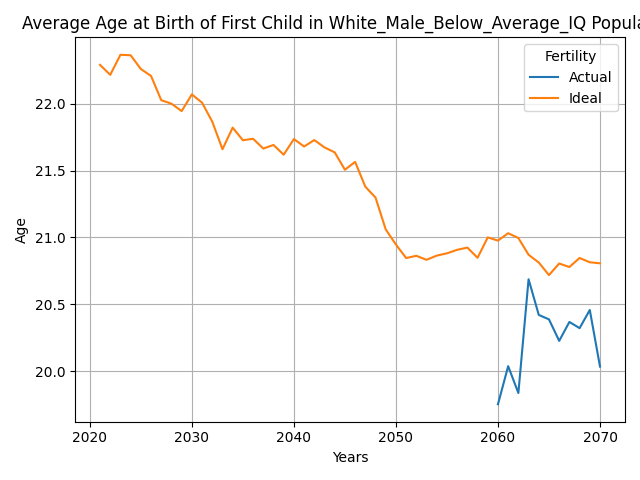 Average Age at Birth of First Child in White_Male_Below_Average_IQ Popula
Fertility
Actual
Ideal
22.0
21.5
21.0
20.5
20.0
Age
2020 2030 2040 2050 2060 2070
Years